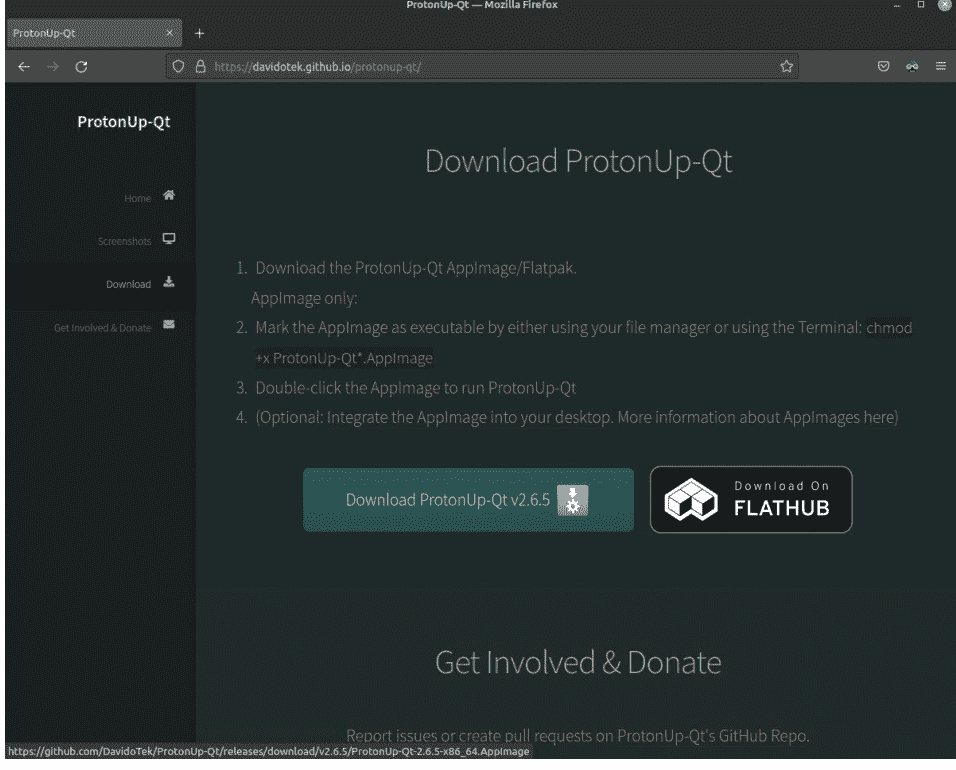 ProtonUp-Qt — Mozilla Firefox
ProtonUp-Qt
https://davidotek.github.io/protonup-qt/
ProtonUp-Qt
Home
Screenshots
Download
Get Involved & Donate
Download ProtonUp-Qt
1. Download the ProtonUp-Qt AppImage/Flatpak.
AppImage only:
2. Mark the AppImage as executable by either using your file manager or using the Terminal: chmod
+x ProtonUp-Qt*.AppImage
3. Double-click the AppImage to run ProtonUp-Qt
4. (Optional: Integrate the AppImage into your desktop. More information about AppImages here)
Download ProtonUp-Qt v2.6.5
Download On
FLATHUB
Get Involved & Donate
Report issues or create pull requests on ProtonUp-Qt's GitHub Repo.
https://github.com/DavidoTek/ProtonUp-Qt/releases/download/v2.6.5/ProtonUp-Qt-2.6.5-x86_64.AppImage